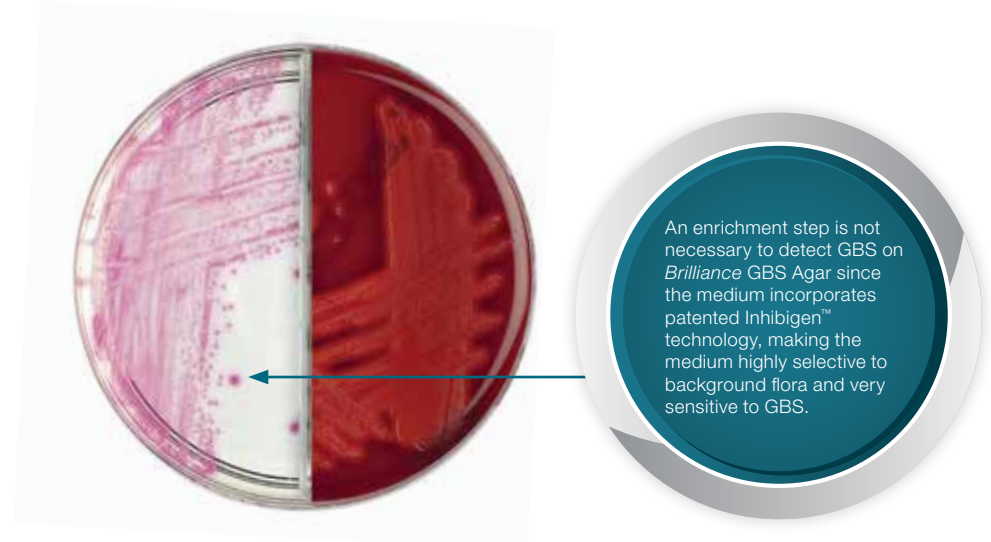 An enrichment step is not
necessary to detect GBS on
Brilliance GBS Agar since
the medium incorporates
patented Inhibigen™
technology, making the
medium highly selective to
background flora and very
sensitive to GBS.